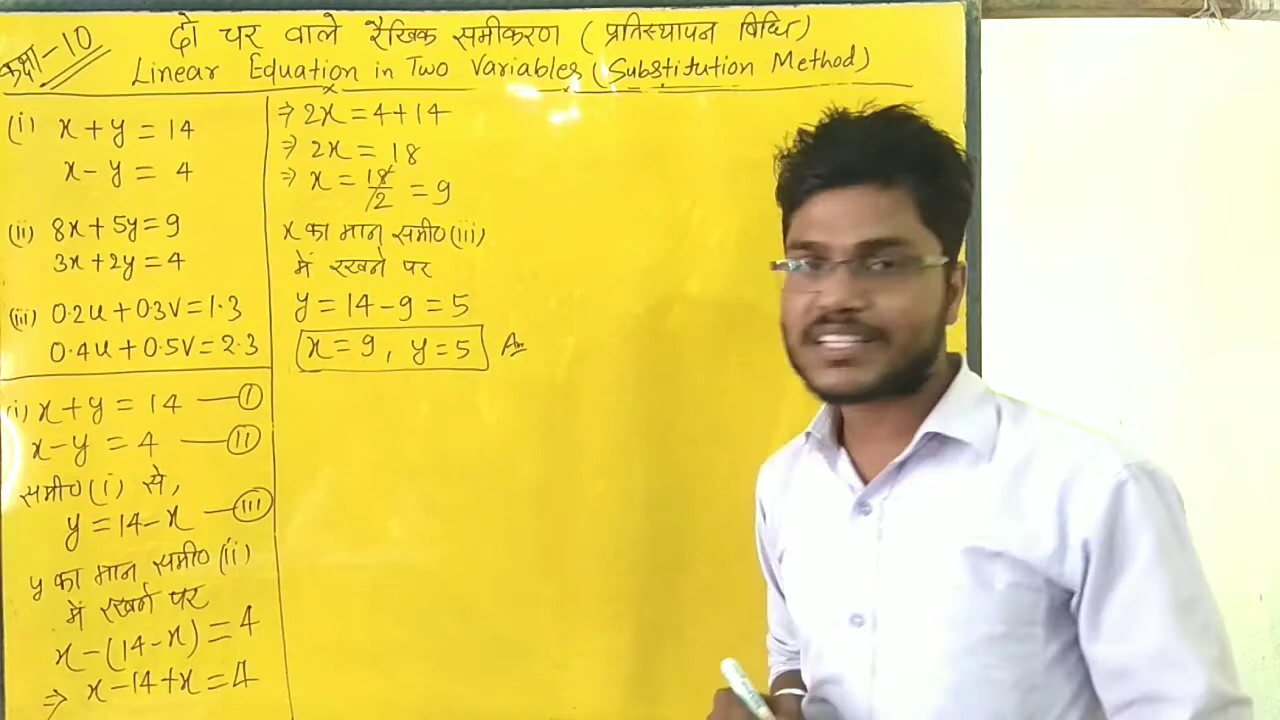 कक्षा-10
दो चर वाले रैखिक समीकरण (प्रतिस्थापन विधि)
Linear Equation in Two Variables (Substitution Method)
(i) x+y=14
x-y=4
(ii) 8x+5y=9
3x+2y=4
(iii) 0.2u+0.3v=1.3
0.4u+0.5v=2.3
(i) x+y=14 —(I)
x-y=4 —(II)
समी० (i) से,
y=14-x —(III)
y का मान समी० (ii)
में रखने पर
x-(14-x)=4
⇒ x-14+x=4
⇒ 2x=4+14
⇒ 2x=18
⇒ x=18/2=9
x का मान समी० (iii)
में रखने पर
y=14-9=5
x=9, y=5 Ans